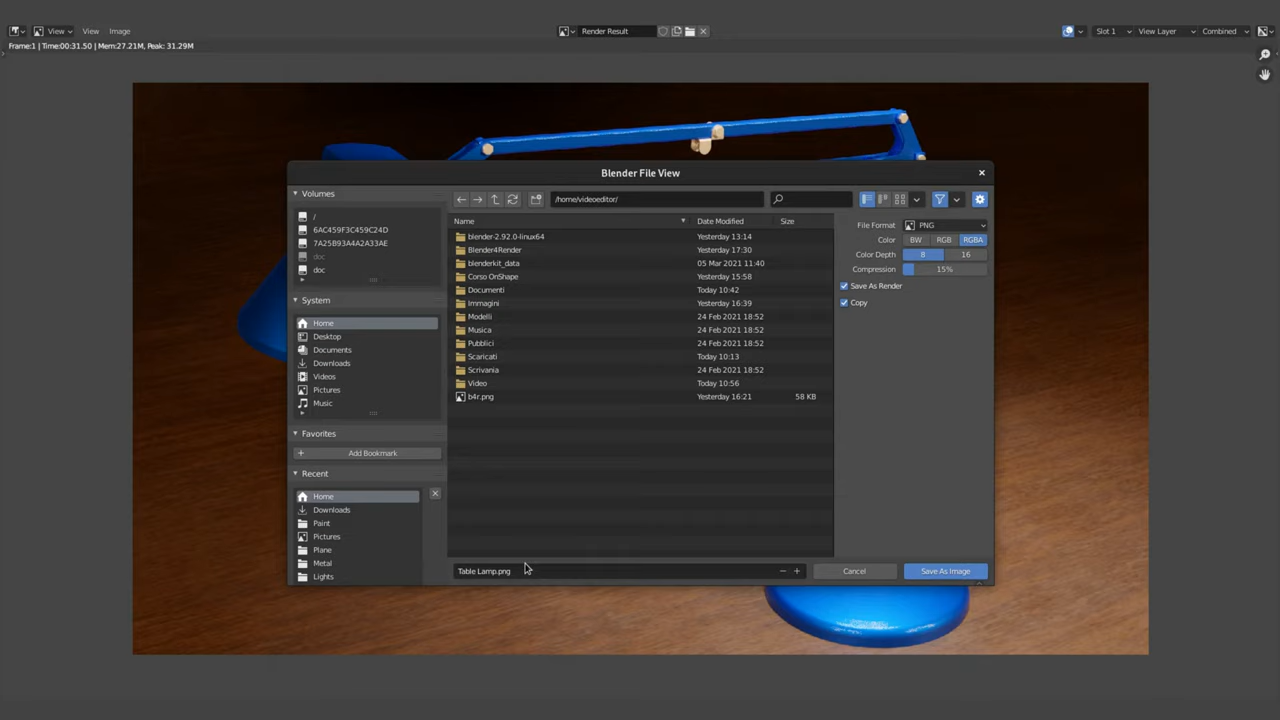 View View Image Render Result Slot 1 View Layer Combined
Frame:1 | Time:00:31.50 | Mem:27.21M, Peak: 31.29M
Blender File View
Volumes
/
6AC459F3C459C24D
7A25B93A4A2A33AE
doc
doc
System
Home
Desktop
Documents
Downloads
Videos
Pictures
Music
Favorites
Add Bookmark
Recent
Home
Downloads
Paint
Pictures
Plane
Metal
Lights
/home/videoeditor/
Name Date Modified Size
blender-2.92.0-linux64 Yesterday 13:14
Blender4Render Yesterday 17:30
blenderkit_data 05 Mar 2021 11:40
Corso OnShape Yesterday 15:58
Documenti Today 10:42
Immagini Yesterday 16:39
Modelli 24 Feb 2021 18:52
Musica 24 Feb 2021 18:52
Pubblici 24 Feb 2021 18:52
Scaricati Today 10:13
Scrivania 24 Feb 2021 18:52
Video Today 10:56
b4r.png Yesterday 16:21 58 KB
File Format PNG
Color BW RGB RGBA
Color Depth 8 16
Compression 15%
Save As Render
Copy
Table Lamp.png Cancel Save As Image